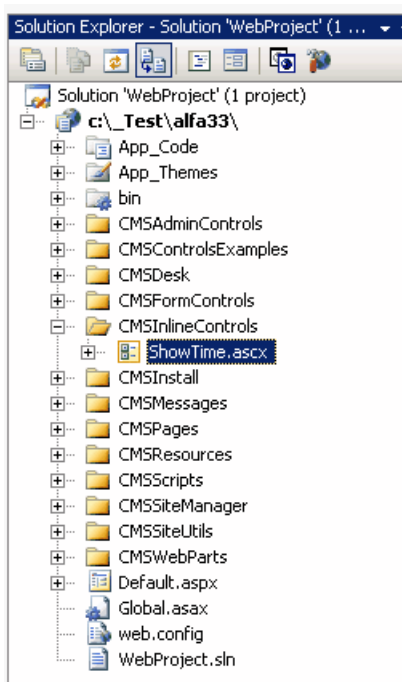 Solution Explorer - Solution 'WebProject' (1 ...
Solution 'WebProject' (1 project)
c:\_Test\alfa33\
App_Code
App_Themes
bin
CMSAdminControls
CMSControlsExamples
CMSDesk
CMSFormControls
CMSInlineControls
ShowTime.ascx
CMSInstall
CMSMessages
CMSPages
CMSResources
CMSScripts
CMSSiteManager
CMSSiteUtils
CMSWebParts
Default.aspx
Global.asax
web.config
WebProject.sln